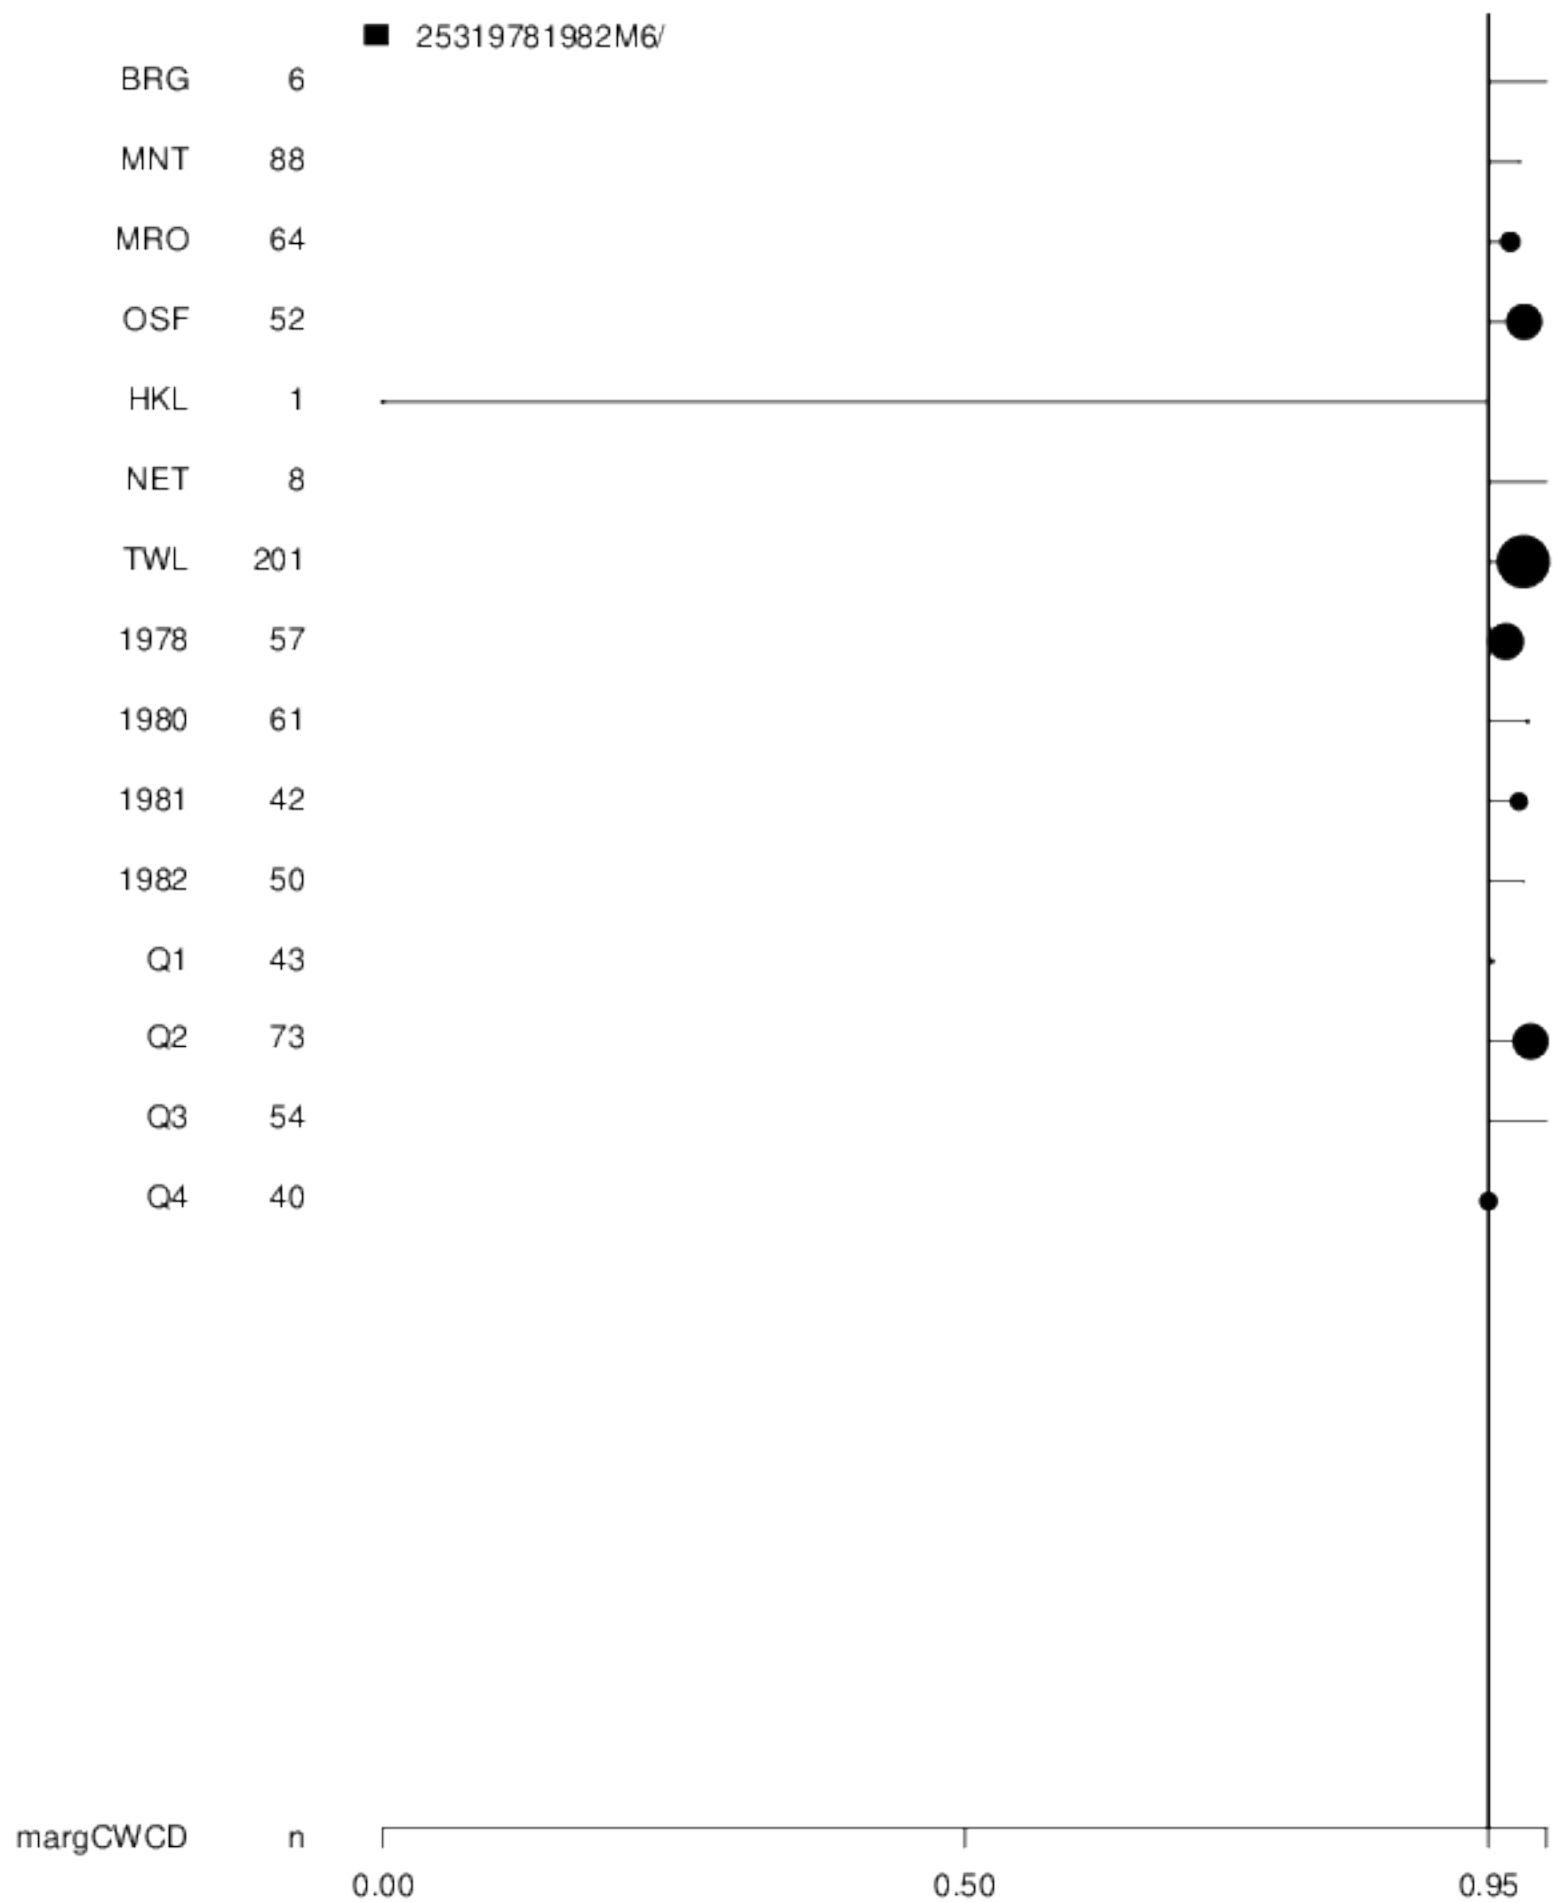 25319781982M6/
BRG 6
MNT 88
MRO 64
OSF 52
HKL 1
NET 8
TWL 201
1978 57
1980 61
1981 42
1982 50
Q1 43
Q2 73
Q3 54
Q4 40
margCWCD n
0.00 0.50 0.95